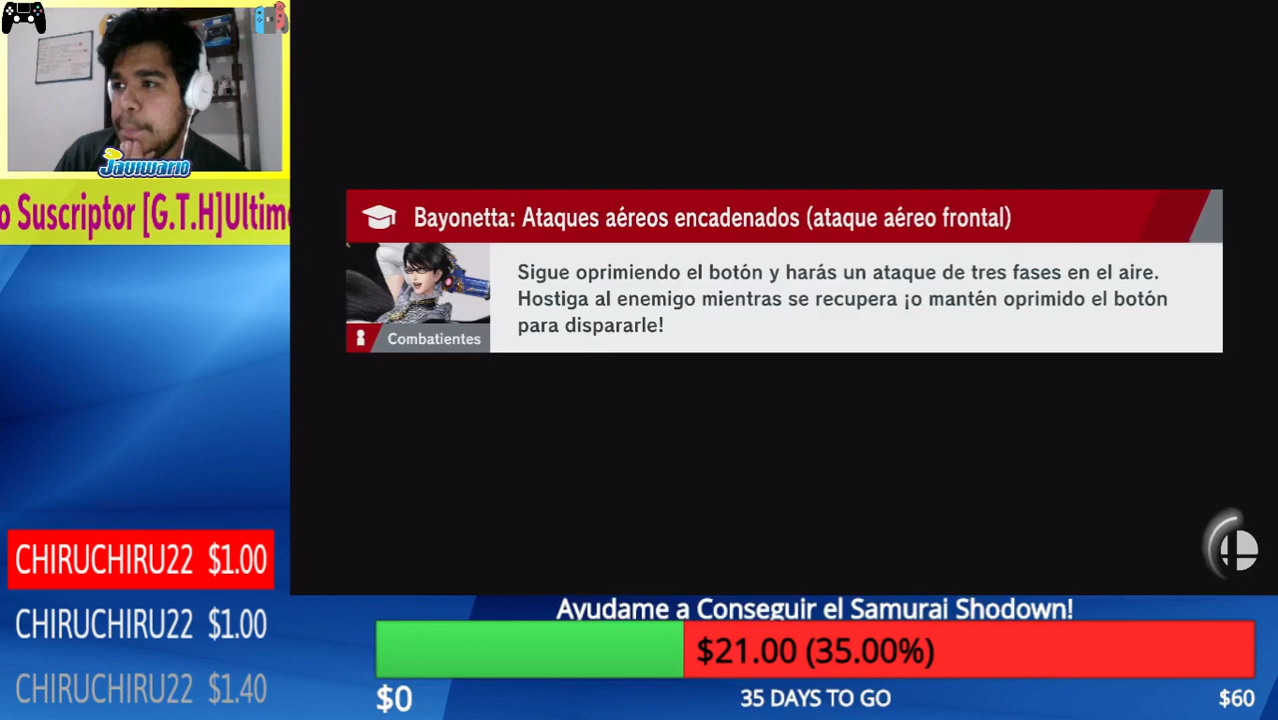 Javiwario
o Suscriptor [G.T.H]Ultimo
Bayonetta: Ataques aéreos encadenados (ataque aéreo frontal)
Sigue oprimiendo el botón y harás un ataque de tres fases en el aire.
Hostiga al enemigo mientras se recupera ¡o mantén oprimido el botón
para dispararle!
Combatientes
CHIRUCHIRU22 $1.00
CHIRUCHIRU22 $1.00
CHIRUCHIRU22 $1.40
Ayudame a Conseguir el Samurai Shodown!
$21.00 (35.00%)
$0 35 DAYS TO GO $60